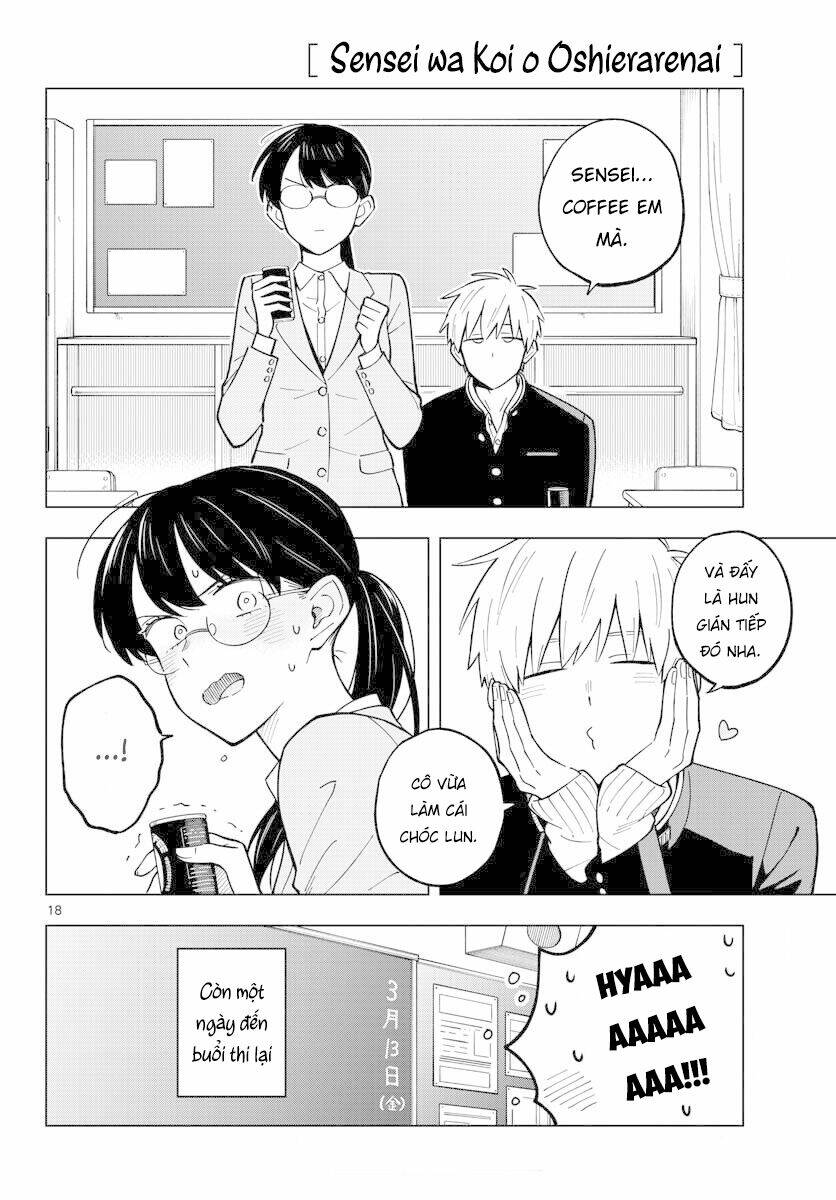 [ Sensei wa Koi o Oshierarenai ]
SENSEI...
COFFEE EM
MÀ.
VÀ ĐẤY
LÀ HUN
GIÁN TIẾP
ĐÓ NHA.
CÔ VỪA
LÀM CÁI
CHÓC LUN.
...!
18
HYAAA
AAAAA
AAA!!!
3月13日(金)
Còn một
ngày đến
buổi thi lại